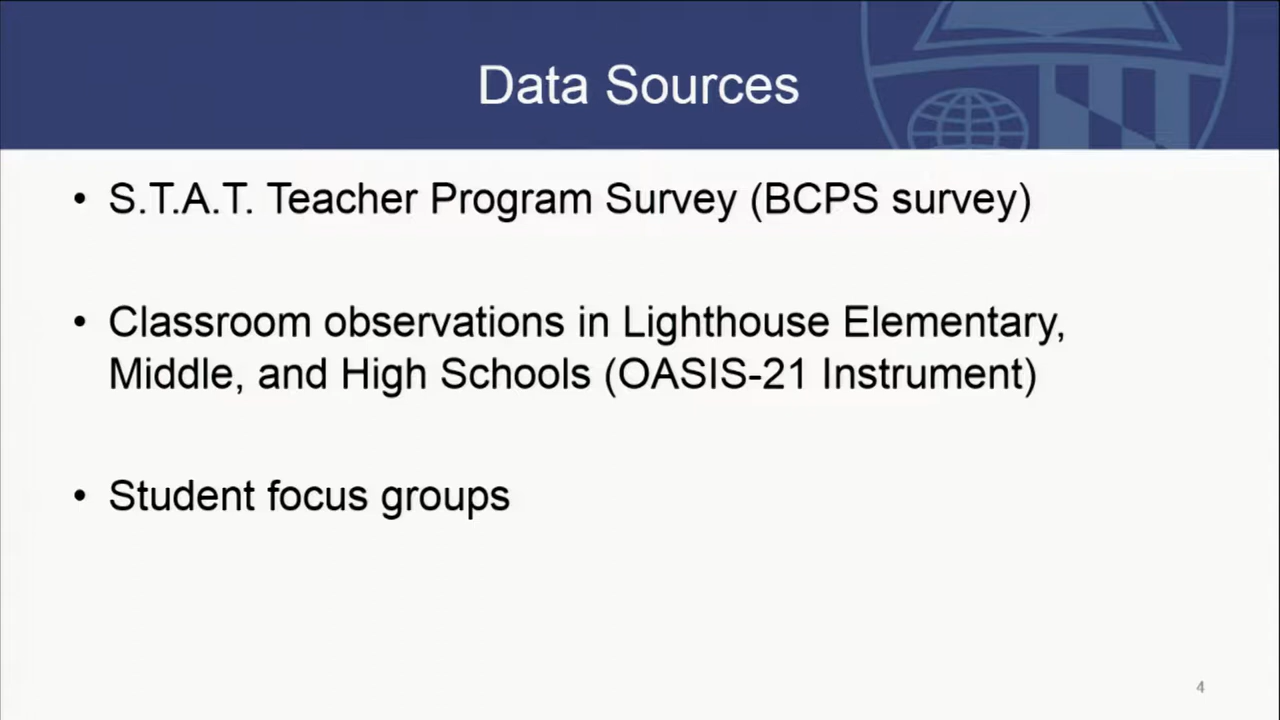 Data Sources
• S.T.A.T. Teacher Program Survey (BCPS survey)
• Classroom observations in Lighthouse Elementary,
Middle, and High Schools (OASIS-21 Instrument)
• Student focus groups
4